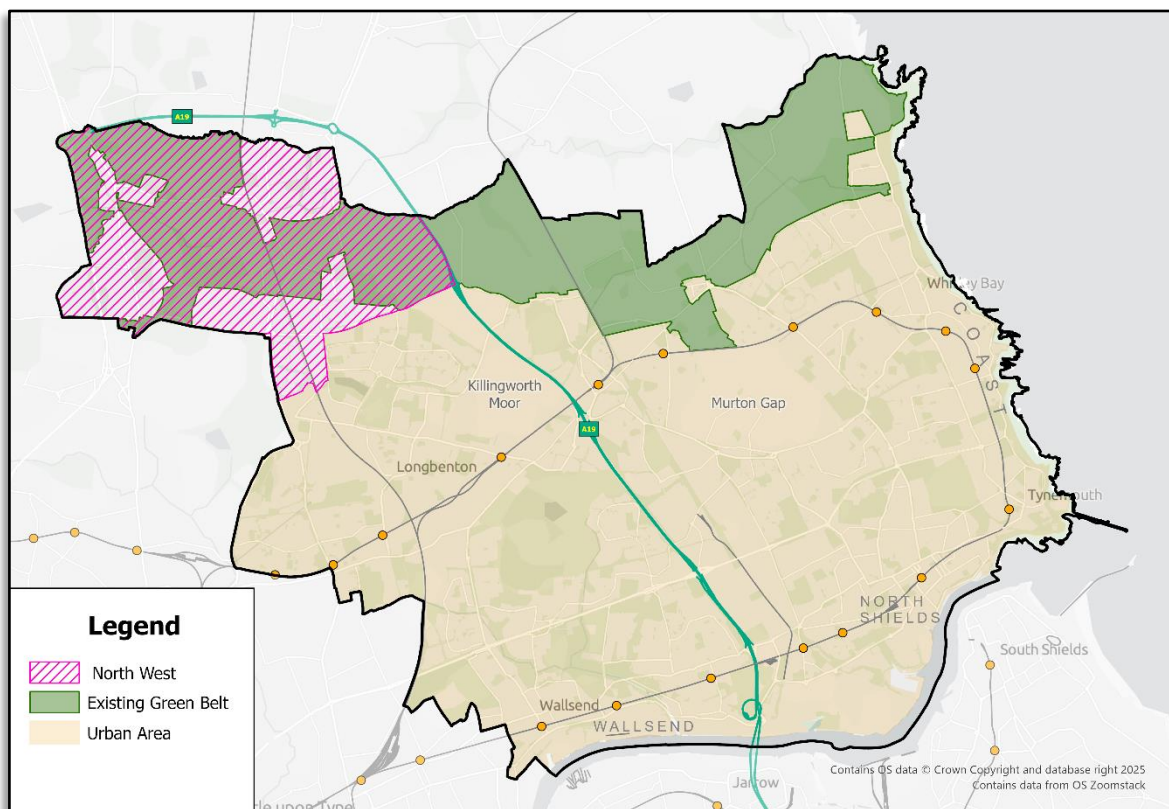 A19
Whitley Bay
COAST
Killingworth
Moor
Murton Gap
A19
Longbenton
Tynemouth
NORTH
SHIELDS
South Shields
Wallsend
WALLSEND
Jarrow
Legend
North West
Existing Green Belt
Urban Area
Contains OS data © Crown Copyright and database right 2025
Contains data from OS Zoomstack